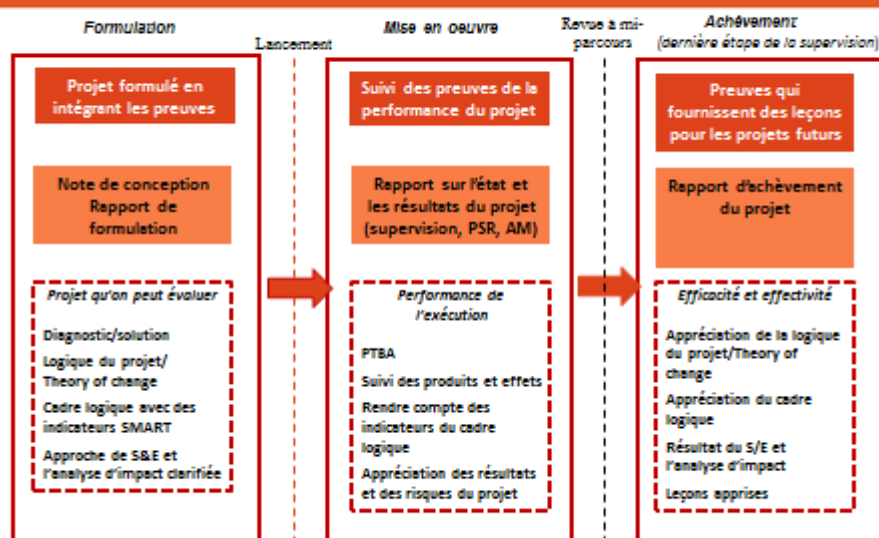 Formulation
Lancement
Mise en oeuvre
Revue à mi-
parcours
Achèvement
(dernière étape de la supervision)
Projet formulé en
intégrant les preuves
Note de conception
Rapport de
formulation
Projet qu'on peut évaluer
Diagnostic/solution
Logique du projet/
Theory of change
Cadre logique avec des
indicateurs SMART
Approche de S&E et
l'analyse d'impact clarifiée
Suivi des preuves de la
performance du projet
Rapport sur l'état et
les résultats du projet
(supervision, PSR, AM)
Performance de
l'exécution
PTBA
Suivi des produits et effets
Rendre compte des
indicateurs du cadre
logique
Appréciation des résultats
et des risques du projet
Preuves qui
fournissent des leçons
pour les projets futurs
Rapport d'achèvement
du projet
Efficacité et effectivité
Appréciation de la logique
du projet/Theory of
change
Appréciation du cadre
logique
Résultat du S/E et
l'analyse d'impact
Leçons apprises